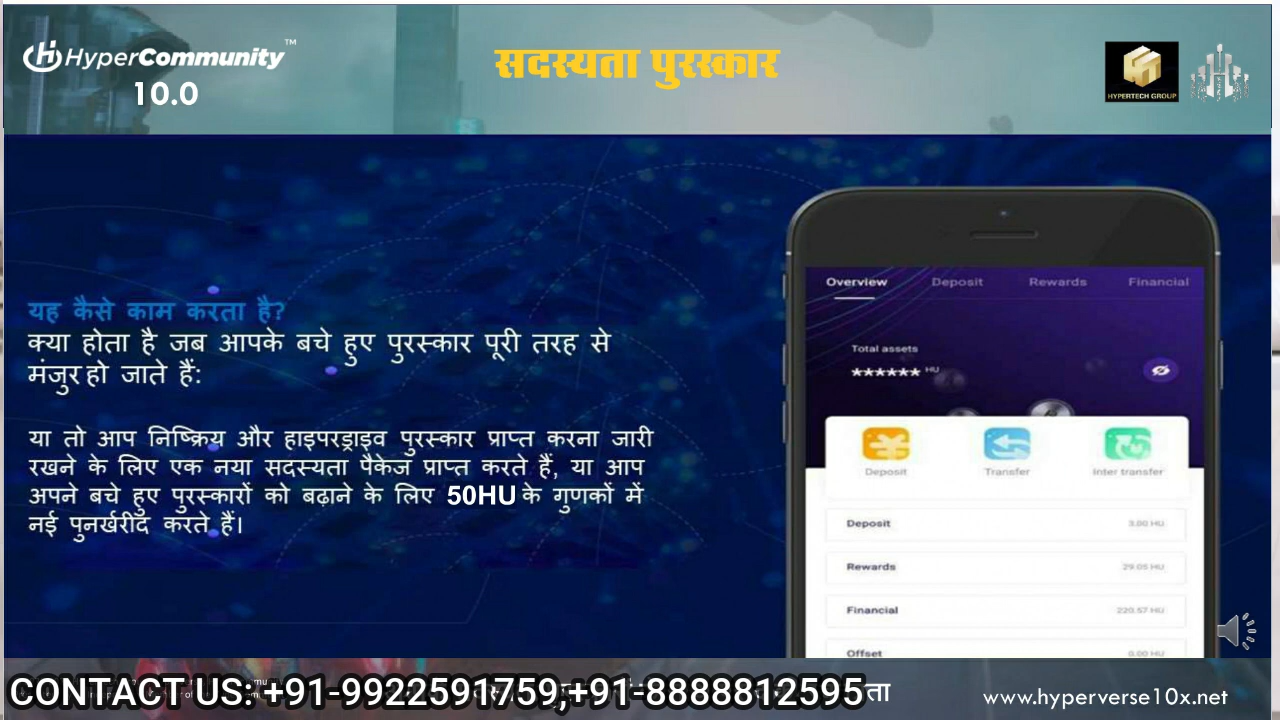 HyperCommunity™
10.0
सदस्यता पुरस्कार
HYPERTECH GROUP
यह कैसे काम करता है?
क्या होता है जब आपके बचे हुए पुरस्कार पूरी तरह से
मंजुर हो जाते हैं:
या तो आप निष्क्रिय और हाइपरड्राइव पुरस्कार प्राप्त करना जारी
रखने के लिए एक नया सदस्यता पैकेज प्राप्त करते हैं, या आप
अपने बचे हुए पुरस्कारों को बढ़ाने के लिए 50HU के गुणकों में
नई पुनर्खरीद करते हैं।
Overview Deposit Rewards Financial
Total assets
****** HU
Deposit Transfer Inter transfer
Deposit 3.00 HU
Rewards 29.05 HU
Financial 220.57 HU
Offset 0.00 HU
CONTACT US: +91-9922591759,+91-8888812595
www.hyperverse10x.net